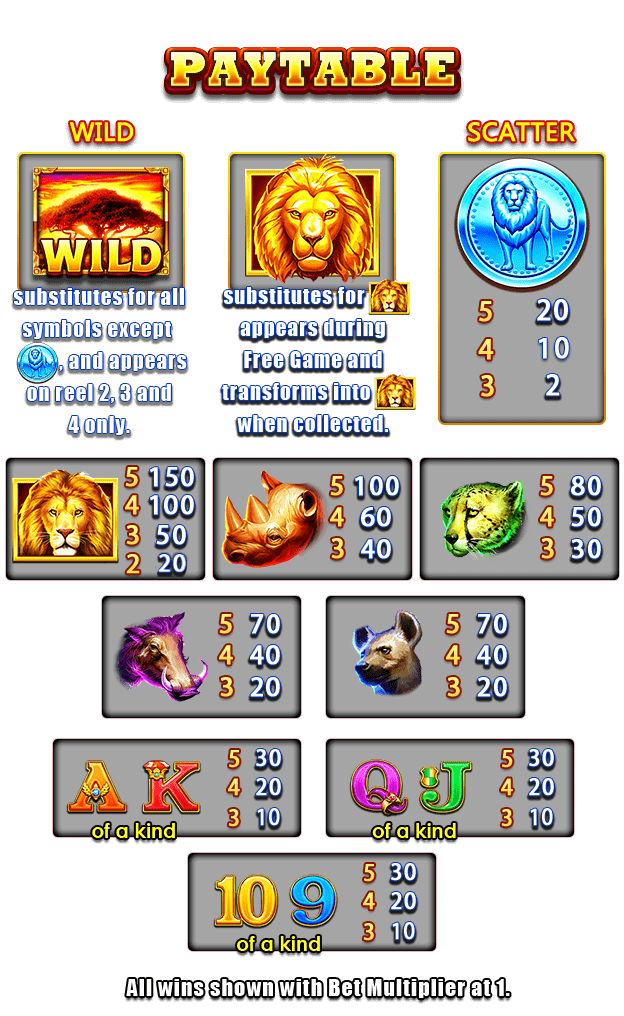 PAYTABLE
WILD
SCATTER
WILD
substitutes for all
symbols except
, and appears
on reel 2, 3 and
4 only.
substitutes for
appears during
Free Game and
transforms into
when collected.
5 20
4 10
3 2
5 150
4 100
3 50
2 20
5 100
4 60
3 40
5 80
4 50
3 30
5 70
4 40
3 20
5 70
4 40
3 20
A K
of a kind
5 30
4 20
3 10
Q J
of a kind
5 30
4 20
3 10
10 9
of a kind
5 30
4 20
3 10
All wins shown with Bet Multiplier at 1.